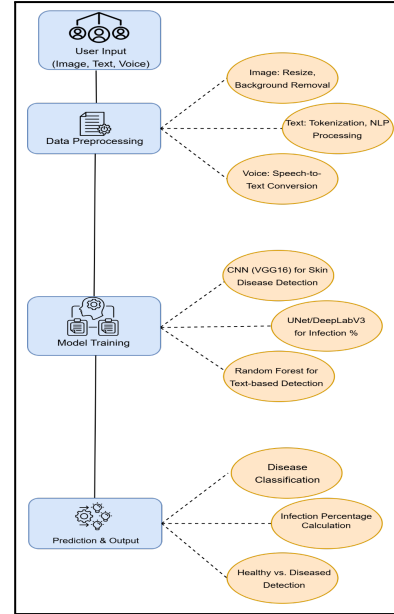 User Input
(Image, Text, Voice)
Image: Resize,
Background Removal
Data Preprocessing
Text: Tokenization, NLP
Processing
Voice: Speech-to-
Text Conversion
CNN (VGG16) for Skin
Disease Detection
UNet/DeepLabV3
for Infection %
Model Training
Random Forest for
Text-based Detection
Disease
Classification
Infection Percentage
Calculation
Prediction & Output
Healthy vs. Diseased
Detection